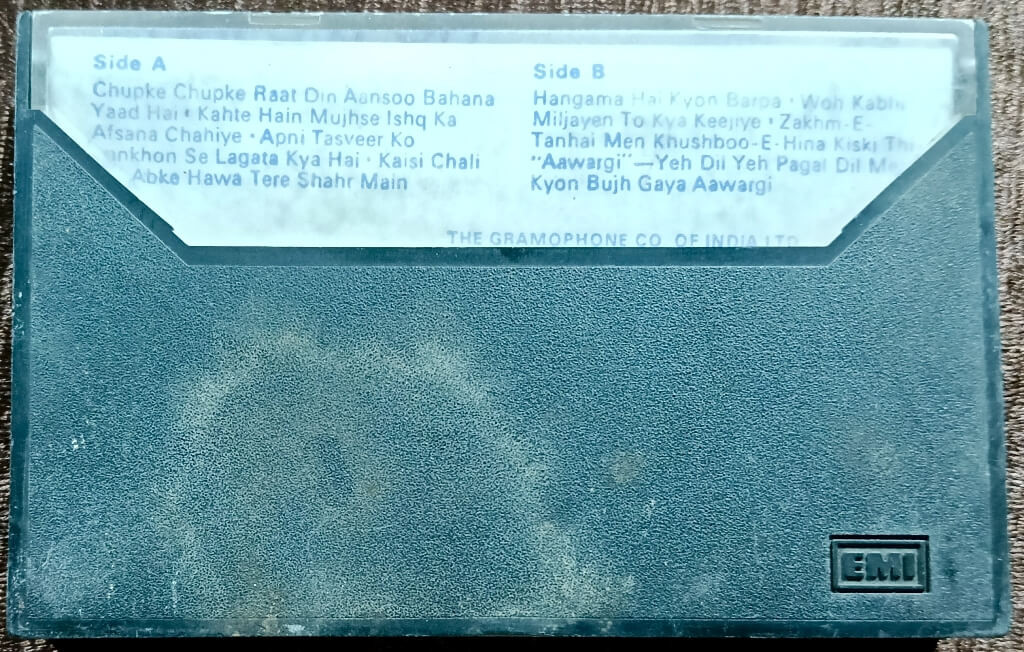 Side A
Chupke Chupke Raat Din Aansoo Bahana
Yaad Hai · Kahte Hain Mujhse Ishq Ka
Afsana Chahiye · Apni Tasveer Ko
Se Lagata Kya Hai · Kaisi Chali
Abke Hawa Tere Shahr Main
Side B
Hangama Hai Kyon Barpa · Woh Kabhi
Miljayen To Kya Keejiye · Zakhm-E-
Tanhai Men Khushboo-E-Hina Kiski
"Aawargi"—Yeh Dil Yeh Pagal Dil
Kyon Bujh Gaya Aawargi
THE GRAMOPHONE CO. OF INDIA LTD
EMI